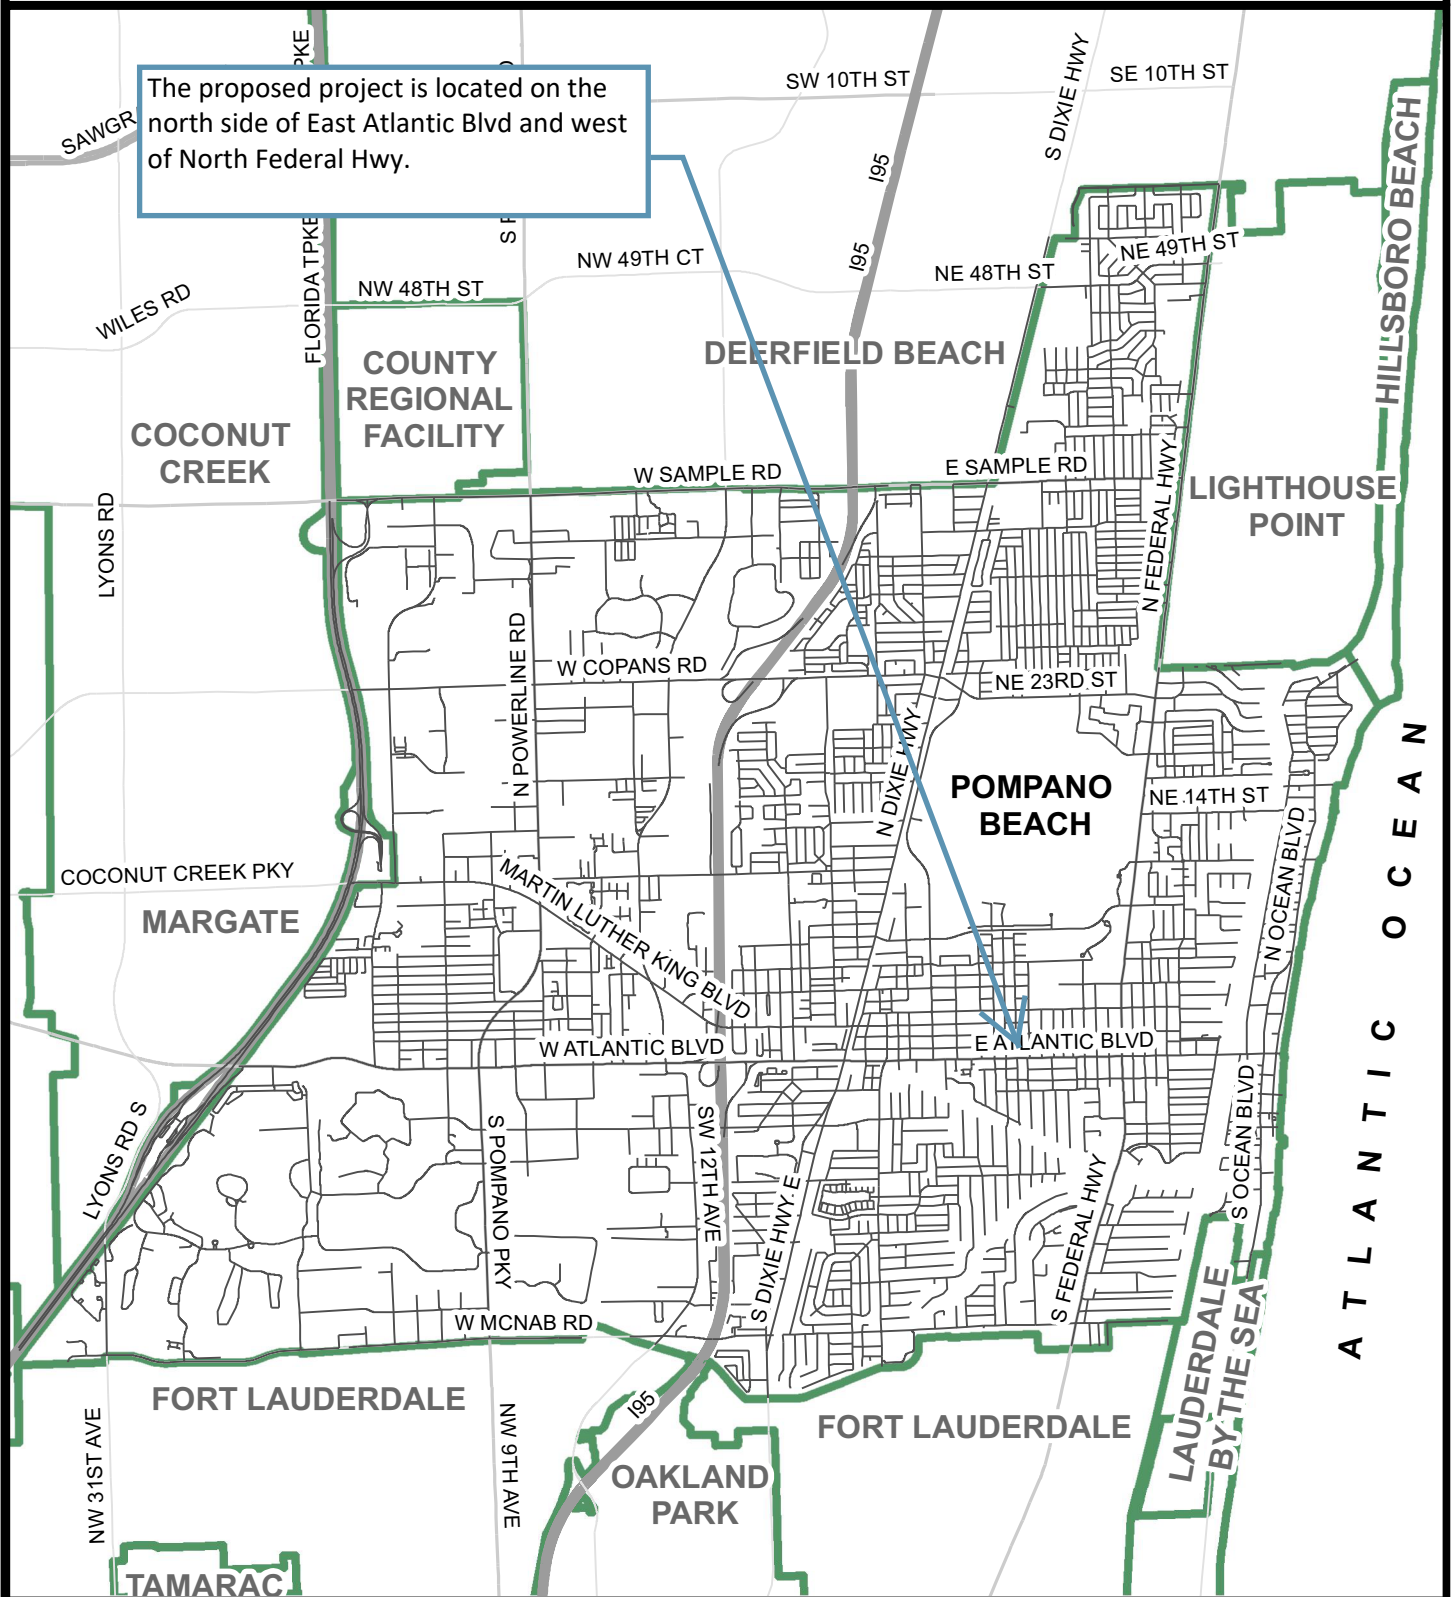 PKE
SW 10TH ST
SE 10TH ST
S DIXIE HWY
The proposed project is located on the
north side of East Atlantic Blvd and west
of North Federal Hwy.
SAWGR
I95
HILLSBORO BEACH
FLORIDA TPKE
I95
NW 49TH CT
NE 49TH ST
NW 48TH ST
NE 48TH ST
WILES RD
DEERFIELD BEACH
COUNTY
REGIONAL
FACILITY
COCONUT
CREEK
W SAMPLE RD
E SAMPLE RD
LYONS RD
N FEDERAL HWY
LIGHTHOUSE
POINT
N POWERLINE RD
W COPANS RD
NE 23RD ST
N DIXIE HWY
POMPANO
BEACH
NE 14TH ST
N OCEAN BLVD
COCONUT CREEK PKY
MARTIN LUTHER KING BLVD
MARGATE
ATLANTIC OCEAN
W ATLANTIC BLVD
E ATLANTIC BLVD
LYONS RD S
S POMPANO PKY
SW 12TH AVE
S DIXIE HWY E
S FEDERAL HWY
S OCEAN BLVD
W MCNAB RD
LAUDERDALE
BY THE SEA
FORT LAUDERDALE
I95
FORT LAUDERDALE
NW 31ST AVE
NW 9TH AVE
OAKLAND
PARK
TAMARAC